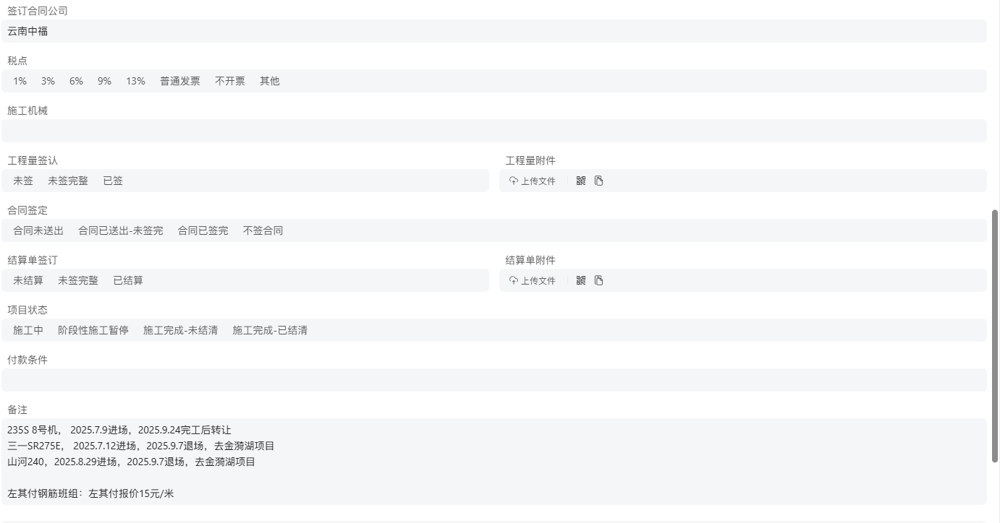 签订合同公司
云南中福
税点
1% 3% 6% 9% 13% 普通发票 不开票 其他
施工机械
工程量签认 工程量附件
未签 未签完整 已签 上传文件
合同签定
合同未送出 合同已送出-未签完 合同已签完 不签合同
结算单签订 结算单附件
未结算 未签完整 已结算 上传文件
项目状态
施工中 阶段性施工暂停 施工完成-未结清 施工完成-已结清
付款条件
备注
235S 8号机， 2025.7.9进场，2025.9.24完工后转让
三一SR275E， 2025.7.12进场，2025.9.7退场，去金漪湖项目
山河240，2025.8.29进场，2025.9.7退场，去金漪湖项目
左其付钢筋班组：左其付报价15元/米